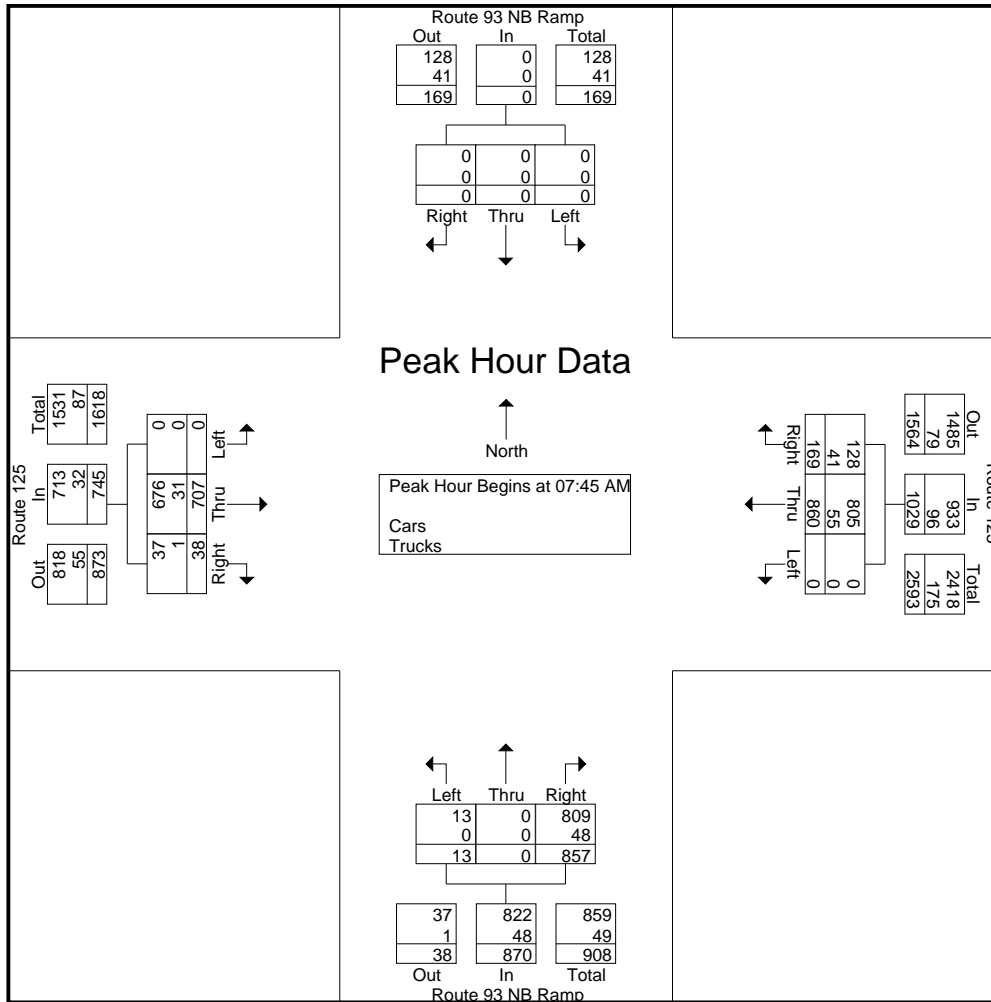 Route 93 NB Ramp
Out In Total
128 0 128
41 0 41
169 0 169
0 0 0
0 0 0
0 0 0
Right Thru Left
Peak Hour Data
North
Peak Hour Begins at 07:45 AM
Cars
Trucks
Route 125
Total In Out
1531 713 818
87 32 55
1618 745 873
0 676 37
0 31 1
0 707 38
Left Thru Right
Out In Total
1485 933 2418
79 96 175
1564 1029 2593
128 805 0
41 55 0
169 860 0
Right Thru Left
Left Thru Right
13 0 809
0 0 48
13 0 857
37 822 859
1 48 49
38 870 908
Out In Total
Route 93 NB Ramp